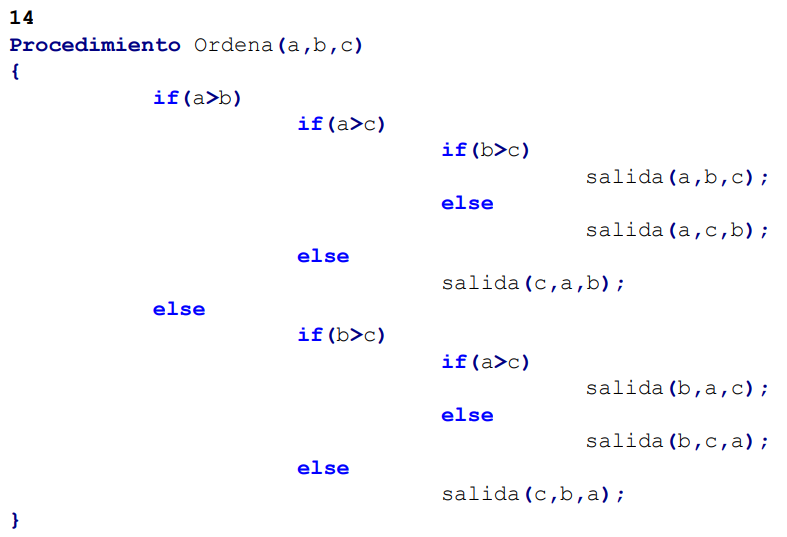 14
Procedimiento Ordena(a,b,c)
{
if(a>b)
if(a>c)
if(b>c)
salida(a,b,c);
else
salida(a,c,b);
else
salida(c,a,b);
else
if(b>c)
if(a>c)
salida(b,a,c);
else
salida(b,c,a);
else
salida(c,b,a);
}